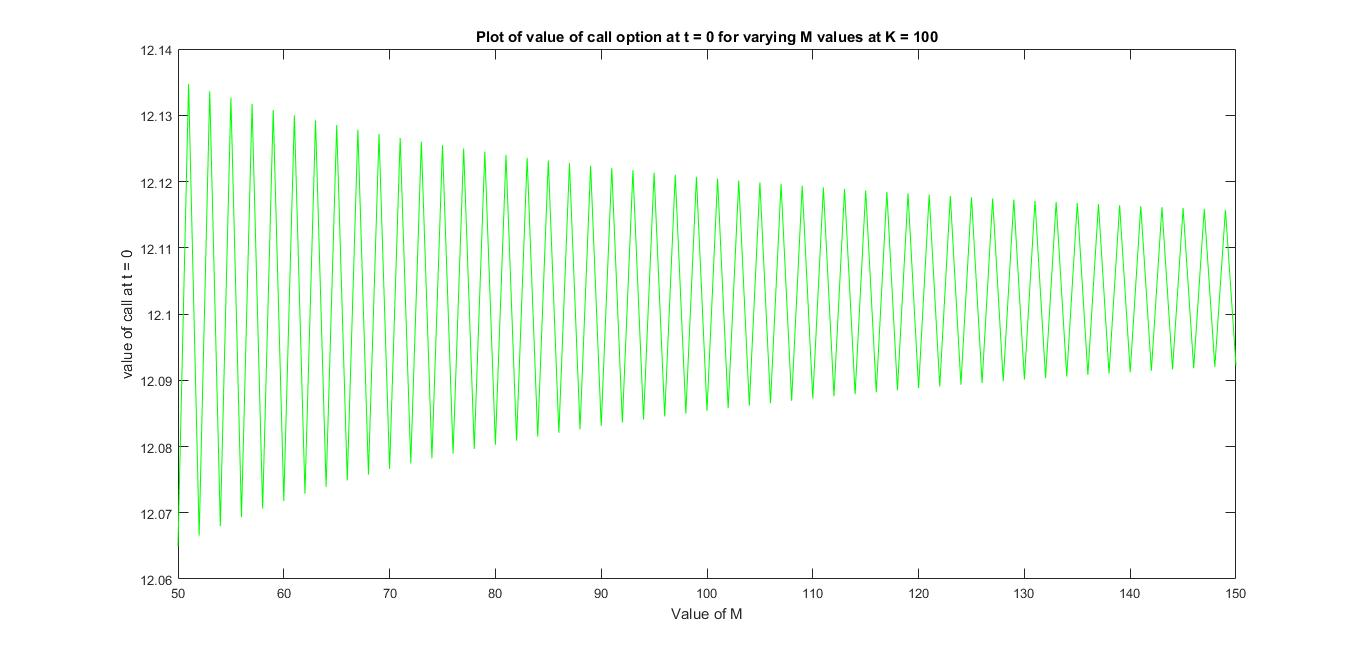 Plot of value of call option at t = 0 for varying M values at K = 100
12.14
12.13
12.12
12.11
12.1
12.09
12.08
12.07
12.06
value of call at t = 0
50 60 70 80 90 100 110 120 130 140 150
Value of M